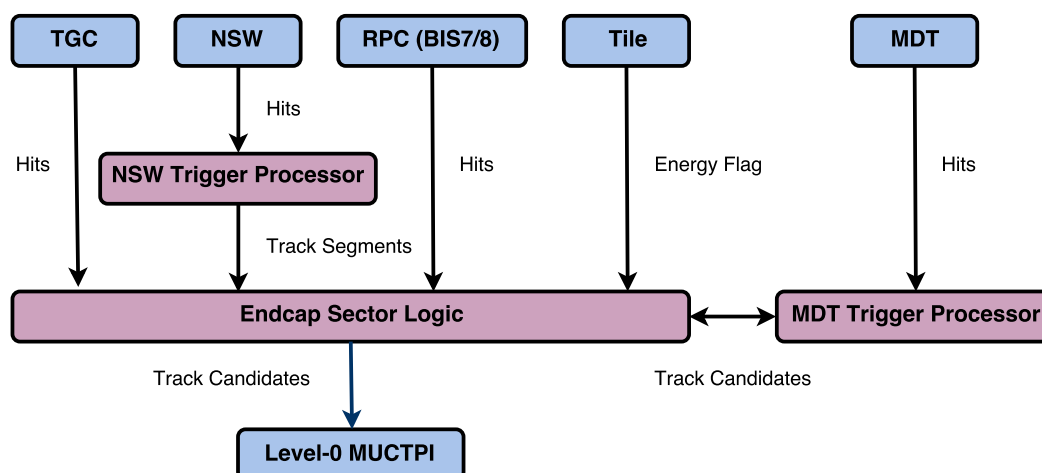 TGC
NSW
RPC (BIS7/8)
Tile
MDT
Hits
Hits
Hits
Energy Flag
Hits
NSW Trigger Processor
Track Segments
Endcap Sector Logic
MDT Trigger Processor
Track Candidates
Track Candidates
Level-0 MUCTPI